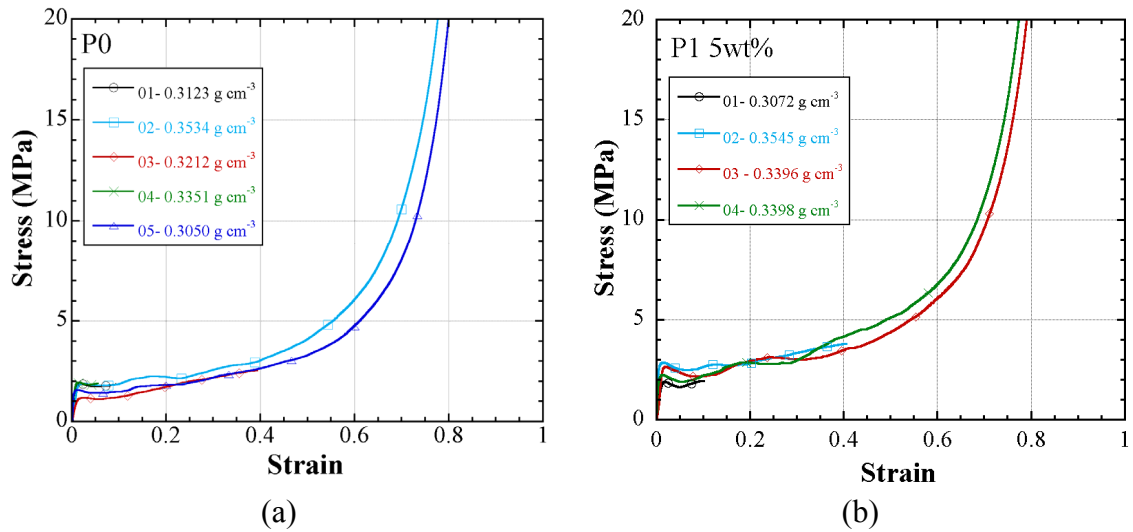 P0
01- 0.3123 g cm⁻³
02- 0.3534 g cm⁻³
03- 0.3212 g cm⁻³
04- 0.3351 g cm⁻³
05- 0.3050 g cm⁻³
Stress (MPa)
20
15
10
5
0
0 0.2 0.4 0.6 0.8 1
Strain
(a)
P1 5wt%
01- 0.3072 g cm⁻³
02- 0.3545 g cm⁻³
03 - 0.3396 g cm⁻³
04- 0.3398 g cm⁻³
Stress (MPa)
20
15
10
5
0
0 0.2 0.4 0.6 0.8 1
Strain
(b)